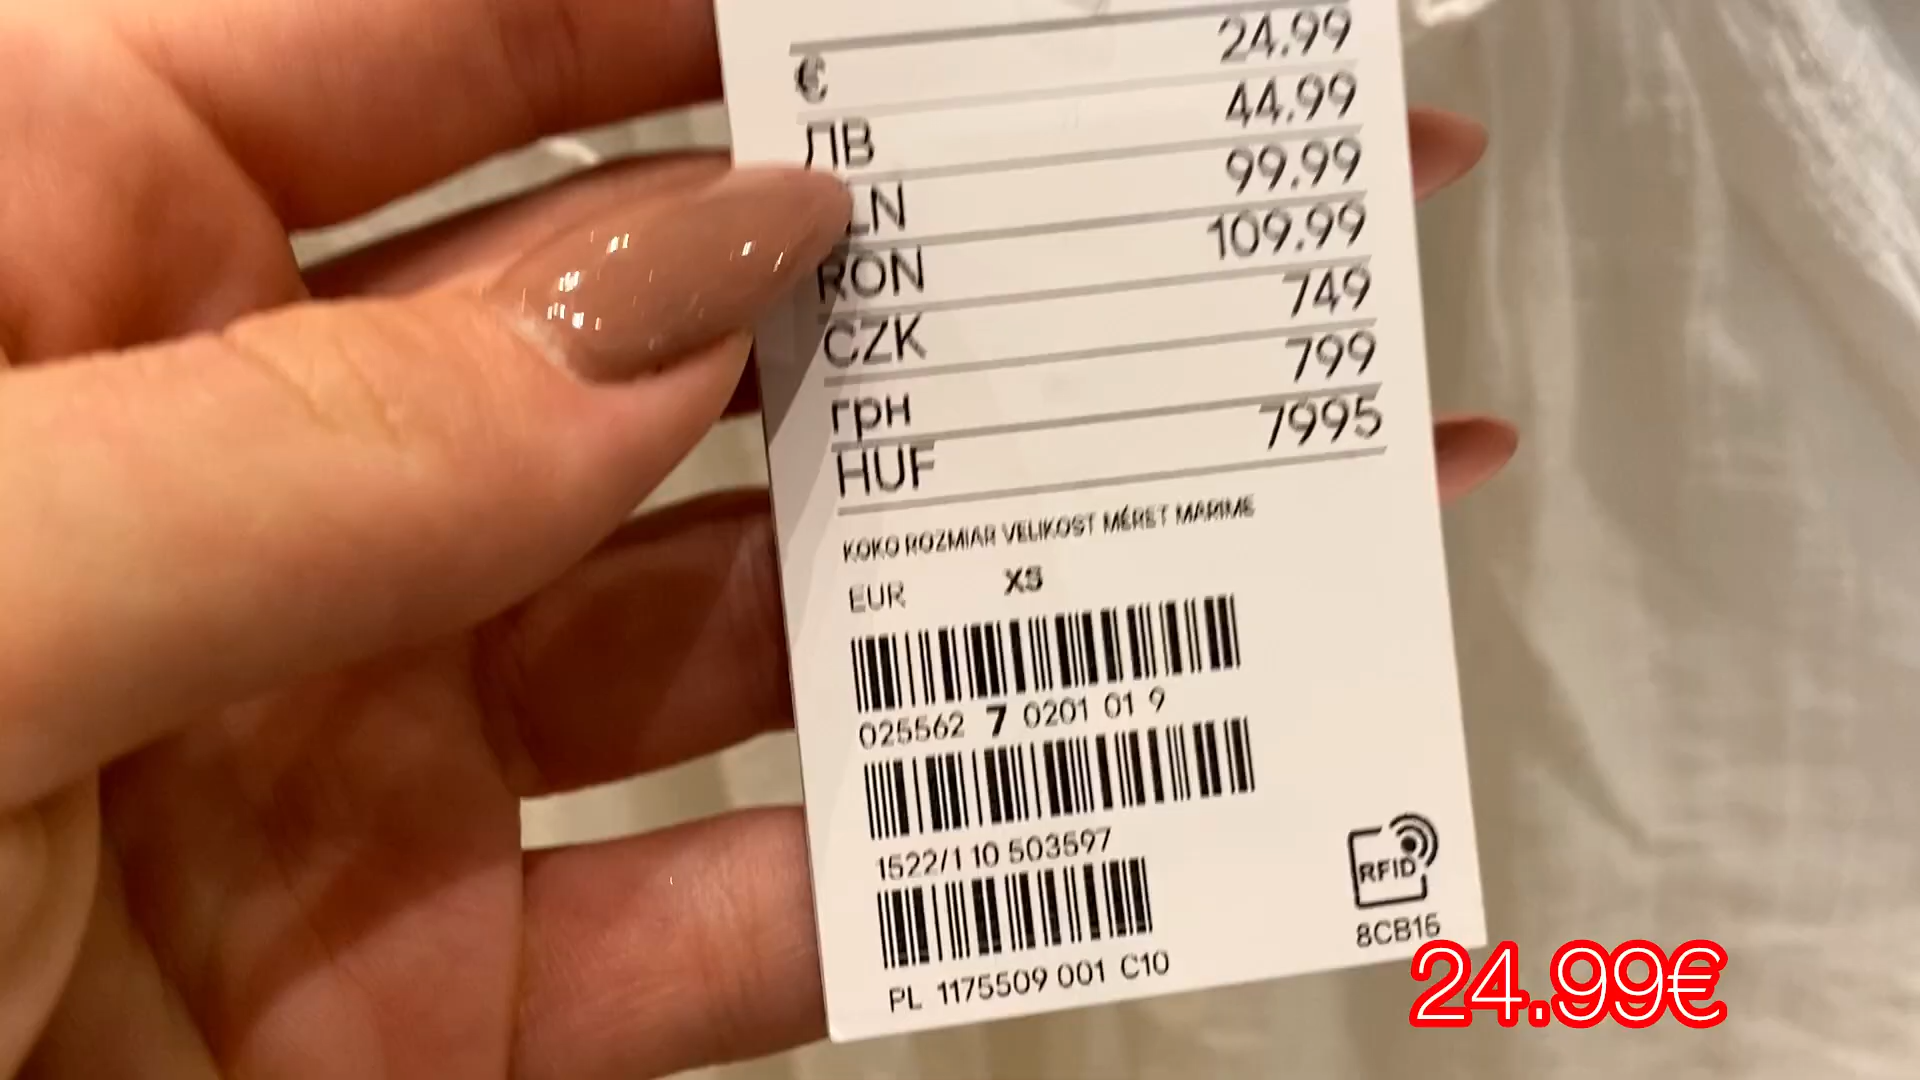 € 24.99
ЛВ 44.99
LN 99.99
RON 109.99
CZK 749
грн 799
HUF 7995
KOKO ROZMIAR VELIKOST MÉRET MARIME
EUR XS
025562 7 0201 01 9
1522/1 10 503597
RFID
8CB15
PL 1175509 001 C10
24.99€